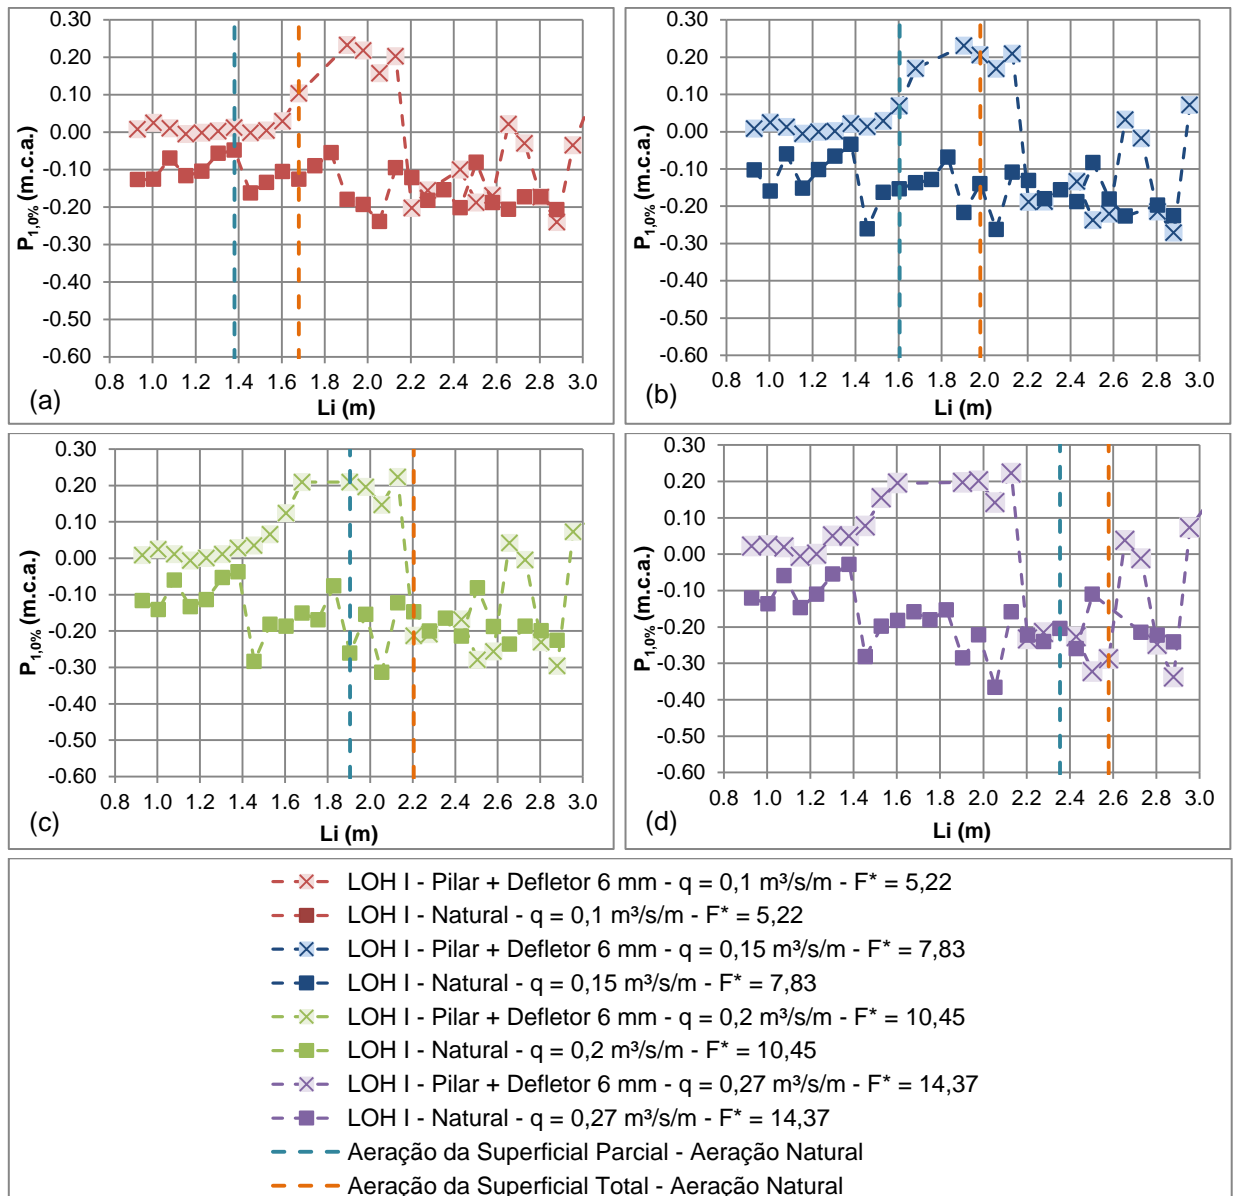 0.30
0.20
0.10
0.00
-0.10
-0.20
-0.30
-0.40
-0.50
-0.60
P1,0% (m.c.a.)
0.8 1.0 1.2 1.4 1.6 1.8 2.0 2.2 2.4 2.6 2.8 3.0
Li (m)
(a)
0.30
0.20
0.10
0.00
-0.10
-0.20
-0.30
-0.40
-0.50
-0.60
P1,0% (m.c.a.)
0.8 1.0 1.2 1.4 1.6 1.8 2.0 2.2 2.4 2.6 2.8 3.0
Li (m)
(b)
0.30
0.20
0.10
0.00
-0.10
-0.20
-0.30
-0.40
-0.50
-0.60
P1,0% (m.c.a.)
0.8 1.0 1.2 1.4 1.6 1.8 2.0 2.2 2.4 2.6 2.8 3.0
Li (m)
(c)
0.30
0.20
0.10
0.00
-0.10
-0.20
-0.30
-0.40
-0.50
-0.60
P1,0% (m.c.a.)
0.8 1.0 1.2 1.4 1.6 1.8 2.0 2.2 2.4 2.6 2.8 3.0
Li (m)
(d)
LOH I - Pilar + Defletor 6 mm - q = 0,1 m³/s/m - F* = 5,22
LOH I - Natural - q = 0,1 m³/s/m - F* = 5,22
LOH I - Pilar + Defletor 6 mm - q = 0,15 m³/s/m - F* = 7,83
LOH I - Natural - q = 0,15 m³/s/m - F* = 7,83
LOH I - Pilar + Defletor 6 mm - q = 0,2 m³/s/m - F* = 10,45
LOH I - Natural - q = 0,2 m³/s/m - F* = 10,45
LOH I - Pilar + Defletor 6 mm - q = 0,27 m³/s/m - F* = 14,37
LOH I - Natural - q = 0,27 m³/s/m - F* = 14,37
Aeração da Superficial Parcial - Aeração Natural
Aeração da Superficial Total - Aeração Natural